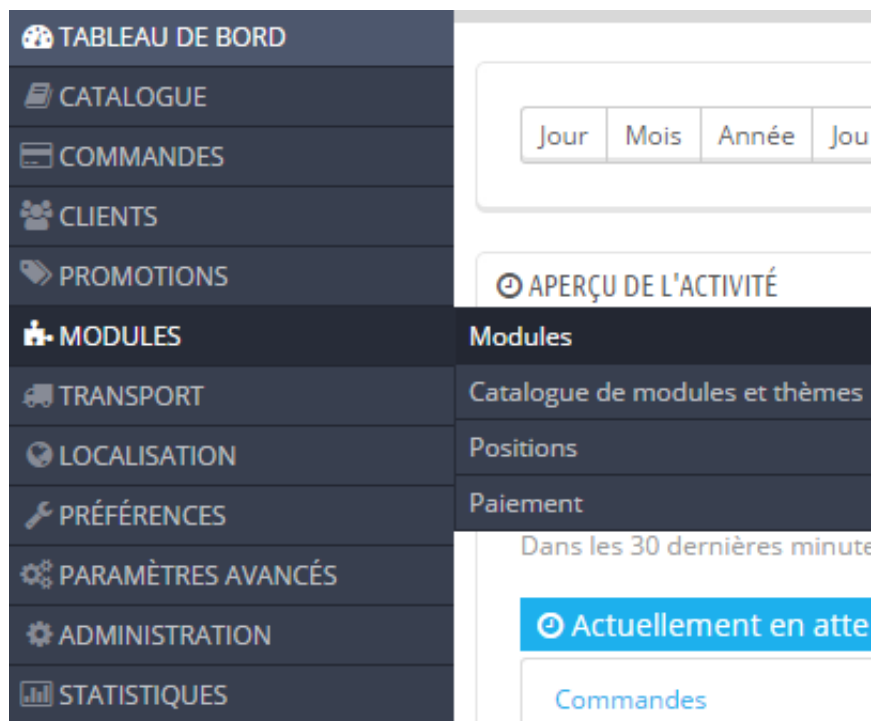 TABLEAU DE BORD
CATALOGUE
COMMANDES
CLIENTS
PROMOTIONS
MODULES
TRANSPORT
LOCALISATION
PRÉFÉRENCES
PARAMÈTRES AVANCÉS
ADMINISTRATION
STATISTIQUES
Jour Mois Année Jou
APERÇU DE L'ACTIVITÉ
Modules
Catalogue de modules et thèmes
Positions
Paiement
Dans les 30 dernières minute
Actuellement en atte
Commandes